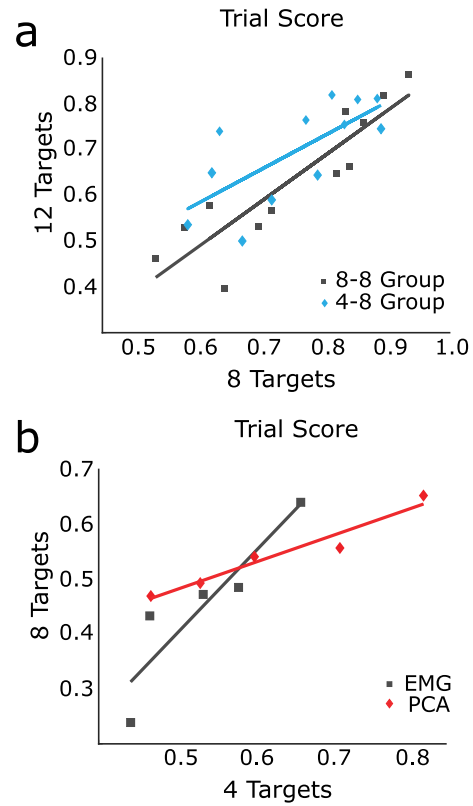 a
Trial Score
0.9
0.8
0.7
0.6
0.5
0.4
12 Targets
8-8 Group
4-8 Group
0.5 0.6 0.7 0.8 0.9 1.0
8 Targets
b
Trial Score
0.7
0.6
0.5
0.4
0.3
8 Targets
EMG
PCA
0.5 0.6 0.7 0.8
4 Targets